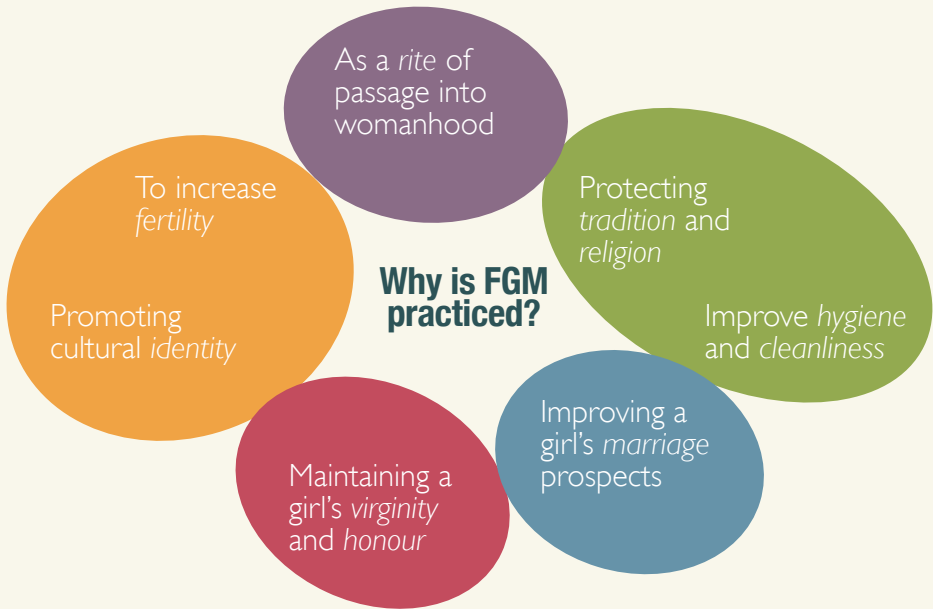 As a rite of
passage into
womanhood
To increase
fertility
Protecting
tradition and
religion
Why is FGM
practiced?
Promoting
cultural identity
Improve hygiene
and cleanliness
Improving a
girl's marriage
prospects
Maintaining a
girl's virginity
and honour